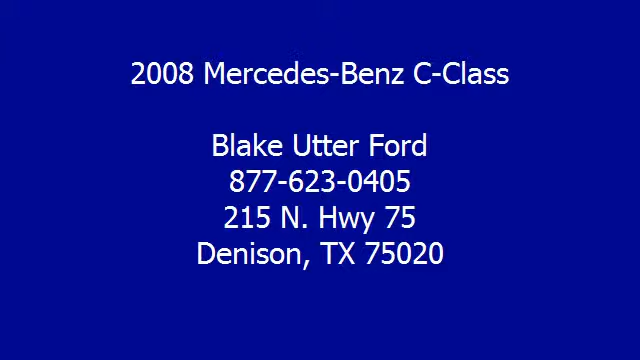 2008 Mercedes-Benz C-Class
Blake Utter Ford
877-623-0405
215 N. Hwy 75
Denison, TX 75020